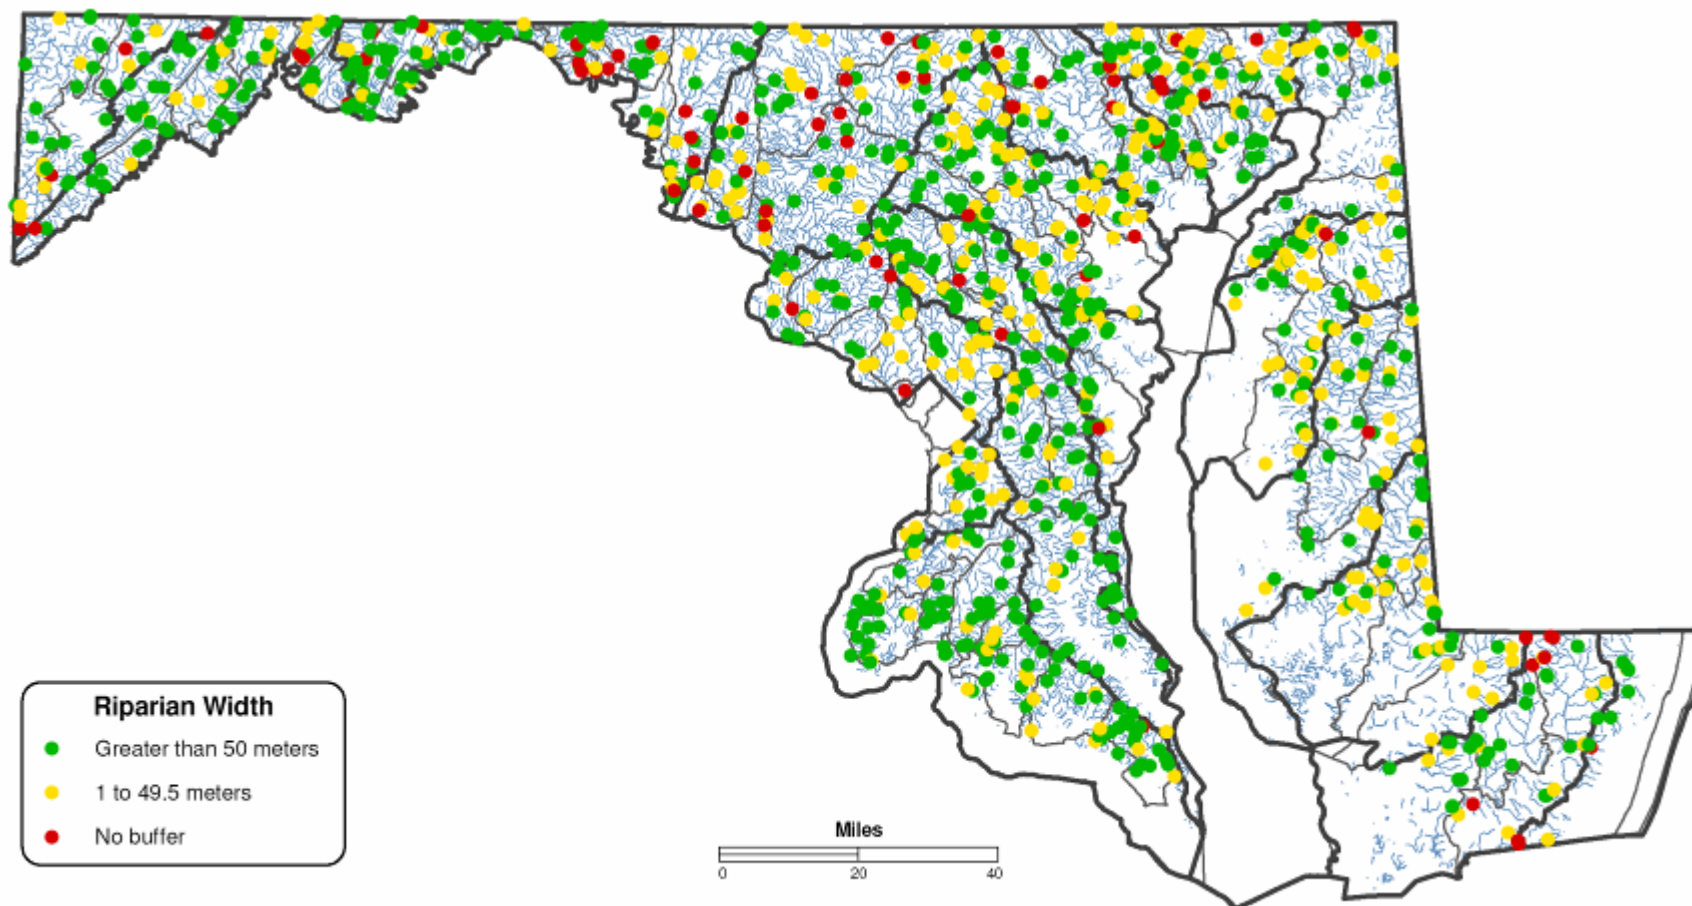 Riparian Width
Greater than 50 meters
1 to 49.5 meters
No buffer
Miles
0 20 40